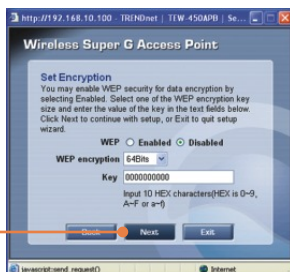 http://192.168.10.100 - TRENDnet | TEW-450APB | Se...
Wireless Super G Access Point
Set Encryption
You may enable WEP security for data encryption by
selecting Enabled. Select one of the WEP encryption key
size and enter the value of the key in the text fields below.
Click Next to continue with setup, or Exit to quit setup
wizard.
WEP Enabled Disabled
WEP encryption 64Bits
Key 0000000000
Input 10 HEX characters(HEX is 0~9,
A~F or a~f)
Back Next Exit
javascript:send_request() Internet